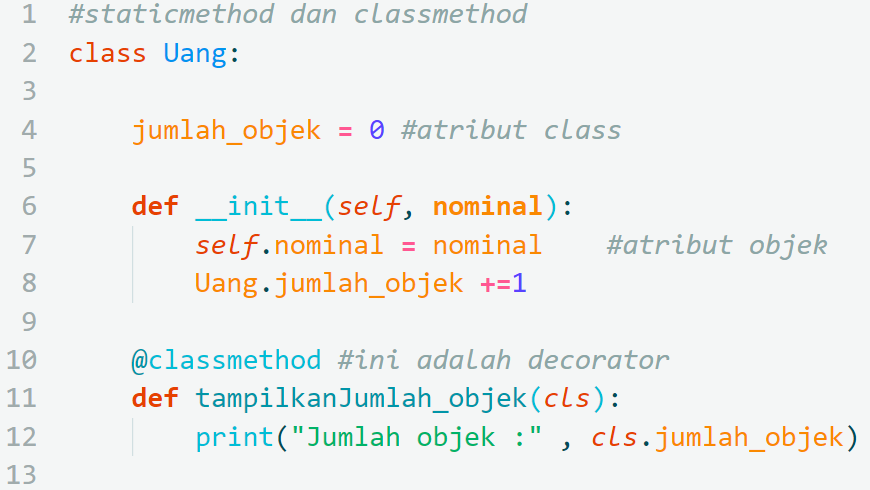 1 #staticmethod dan classmethod
2 class Uang:
3
4     jumlah_objek = 0 #atribut class
5
6     def __init__(self, nominal):
7         self.nominal = nominal    #atribut objek
8         Uang.jumlah_objek +=1
9
10     @classmethod #ini adalah decorator
11     def tampilkanJumlah_objek(cls):
12         print("Jumlah objek :" , cls.jumlah_objek)
13